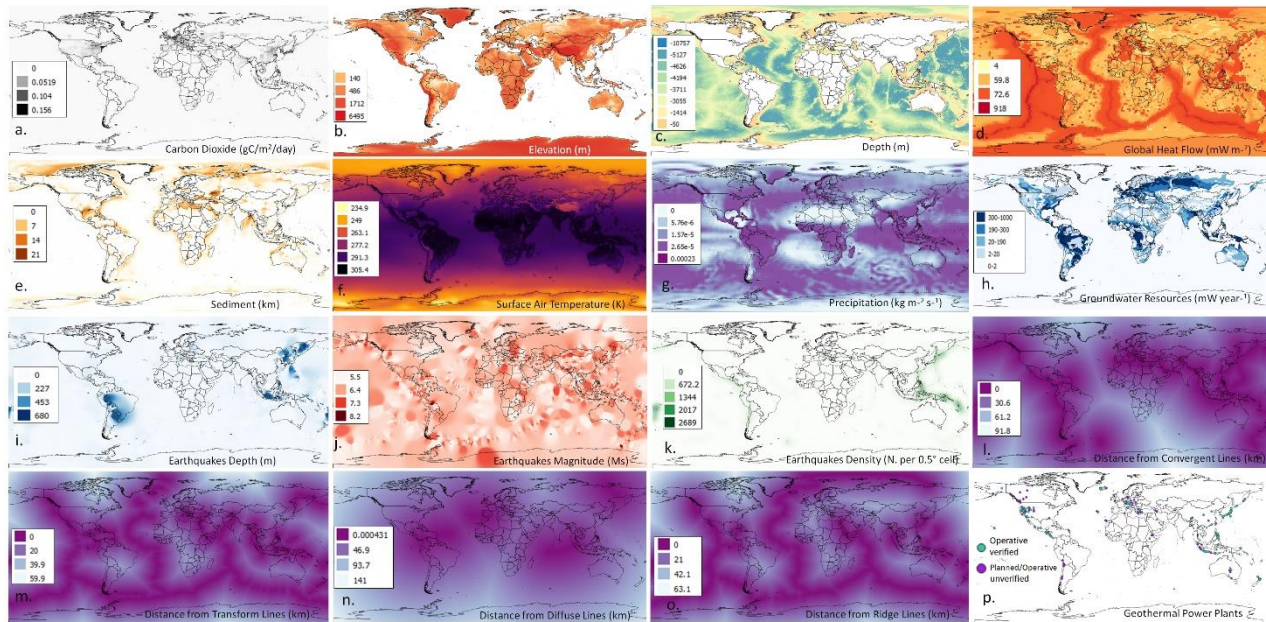 0
0.0519
0.104
0.156
a.
Carbon Dioxide (gC/m²/day)
140
486
1712
6495
b.
Elevation (m)
-10757
-5127
-4626
-4194
-3711
-3055
-1414
-50
c.
Depth (m)
4
59.8
72.6
918
d.
Global Heat Flow (mW m⁻²)
0
7
14
21
e.
Sediment (km)
234.9
249
263.1
277.2
291.3
305.4
f.
Surface Air Temperature (K)
0
5.76e-6
1.57e-5
2.65e-5
0.00023
g.
Precipitation (kg m⁻² s⁻¹)
300-1000
190-300
20-190
2-20
0-2
h.
Groundwater Resources (mW year⁻¹)
0
227
453
680
i.
Earthquakes Depth (m)
5.5
6.4
7.3
8.2
j.
Earthquakes Magnitude (Ms)
0
672.2
1344
2017
2689
k.
Earthquakes Density (N. per 0.5° cell)
0
30.6
61.2
91.8
l.
Distance from Convergent Lines (km)
0
20
39.9
59.9
m.
Distance from Transform Lines (km)
0.000431
46.9
93.7
141
n.
Distance from Diffuse Lines (km)
0
21
42.1
63.1
o.
Distance from Ridge Lines (km)
Operative
verified
Planned/Operative
unverified
p.
Geothermal Power Plants